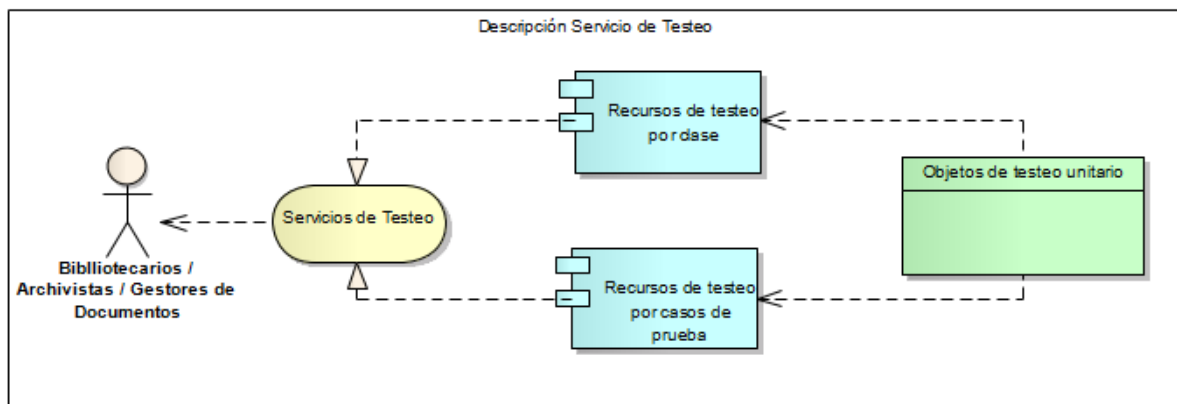 Descripción Servicio de Testeo
Recursos de testeo
por clase
Objetos de testeo unitario
Servicios de Testeo
Biblliotecarios /
Archivistas / Gestores de
Documentos
Recursos de testeo
por casos de
prueba